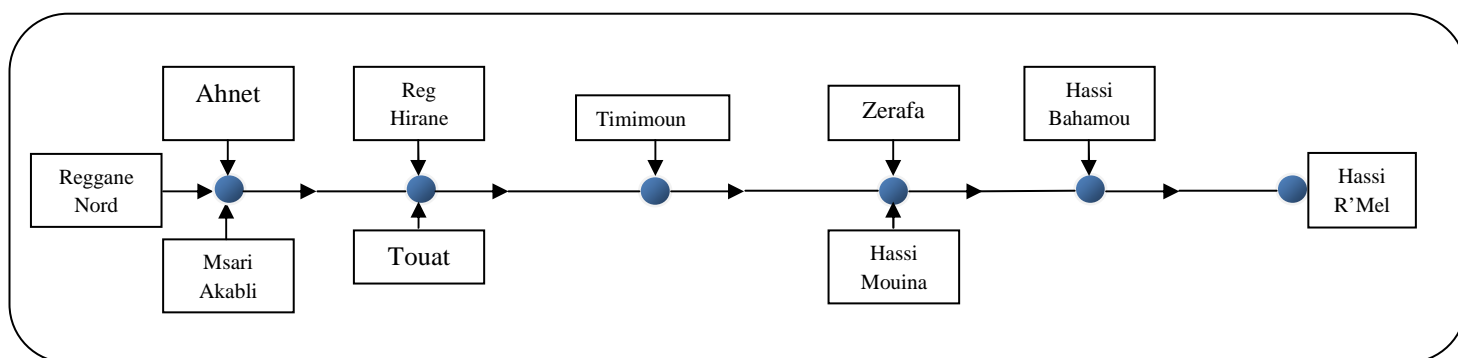 Ahnet
Reg
Hirane
Timimoun
Zerafa
Hassi
Bahamou
Reggane
Nord
Hassi
R’Mel
Msari
Akabli
Touat
Hassi
Mouina